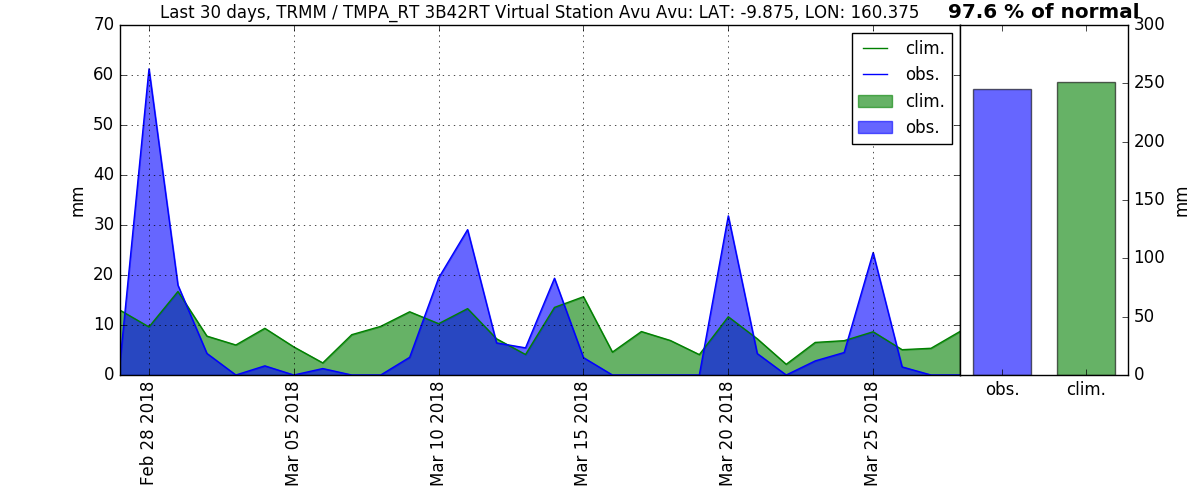 Last 30 days, TRMM / TMPA_RT 3B42RT Virtual Station Avu Avu: LAT: -9.875, LON: 160.375
97.6 % of normal
70
60
50
40
30
20
10
0
mm
clim.
obs.
clim.
obs.
Feb 28 2018
Mar 05 2018
Mar 10 2018
Mar 15 2018
Mar 20 2018
Mar 25 2018
300
250
200
150
100
50
0
mm
obs.
clim.